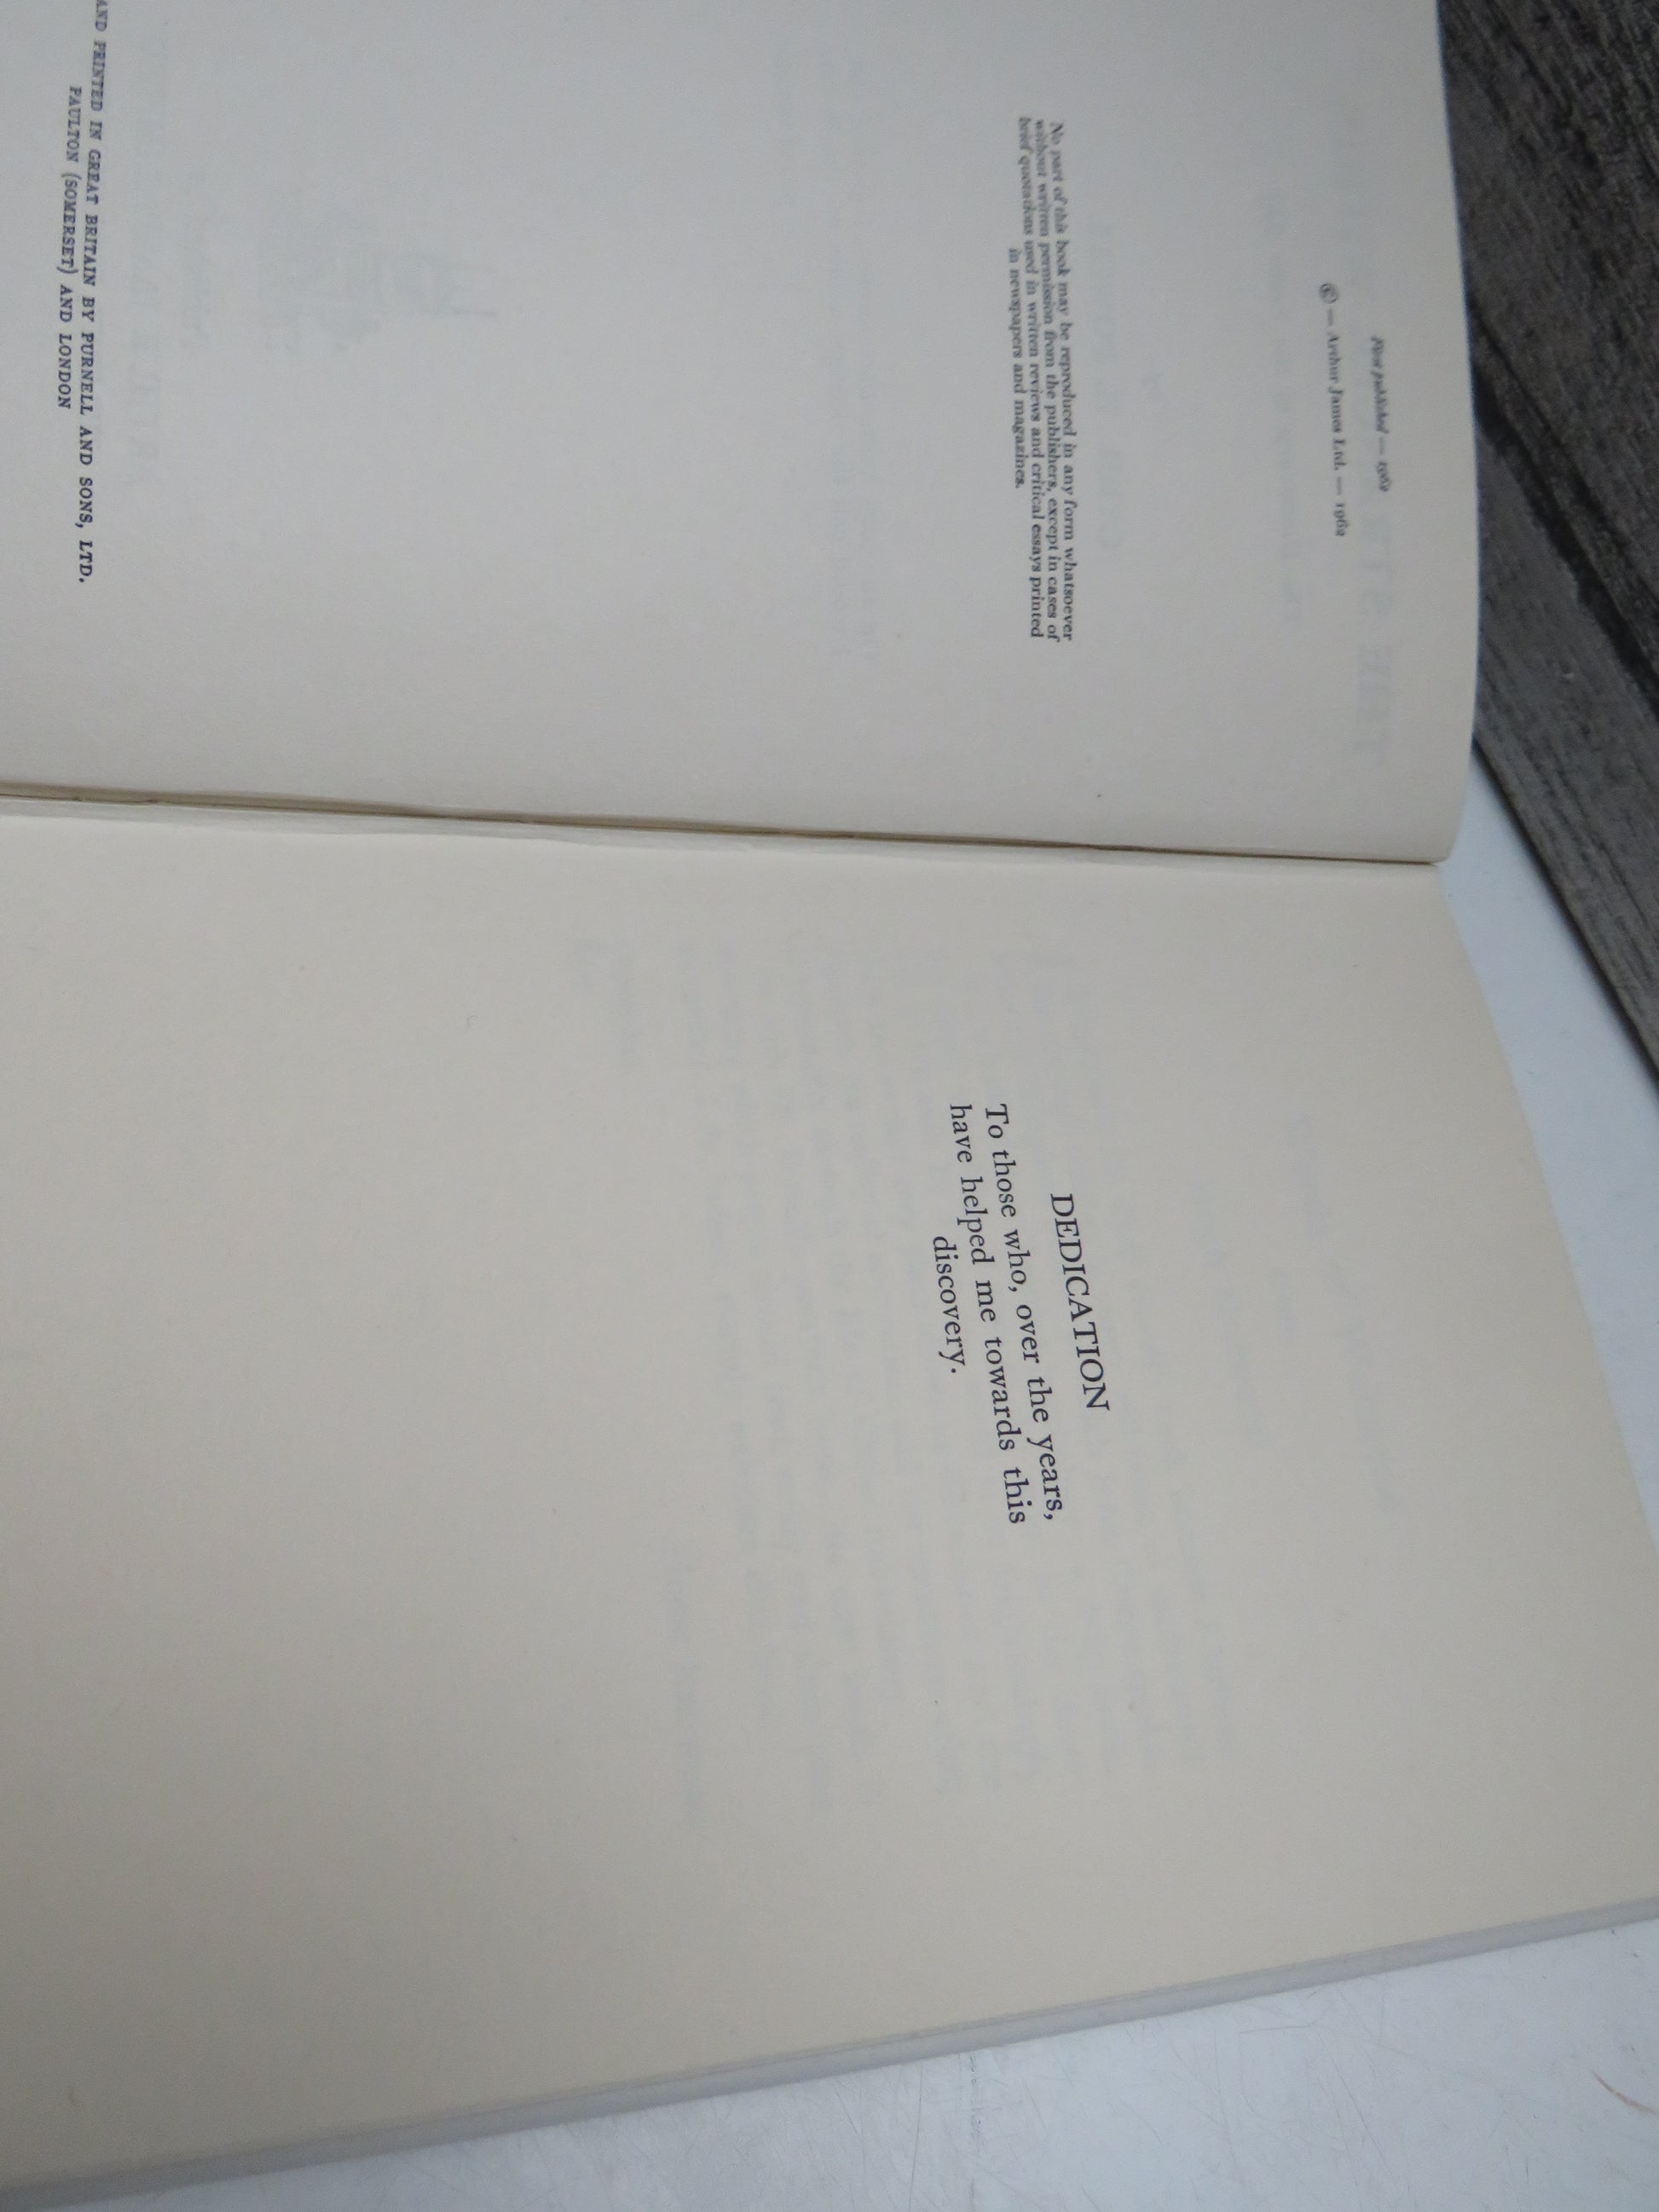 First published — 1962
© — Arthur James Ltd. — 1962
No part of this book may be reproduced in any form whatsoever
without written permission from the publishers, except in cases of
brief quotations used in written reviews and critical essays printed
in newspapers and magazines.
AND PRINTED IN GREAT BRITAIN BY PURNELL AND SONS, LTD.
PAULTON (SOMERSET) AND LONDON
DEDICATION
To those who, over the years,
have helped me towards this
discovery.